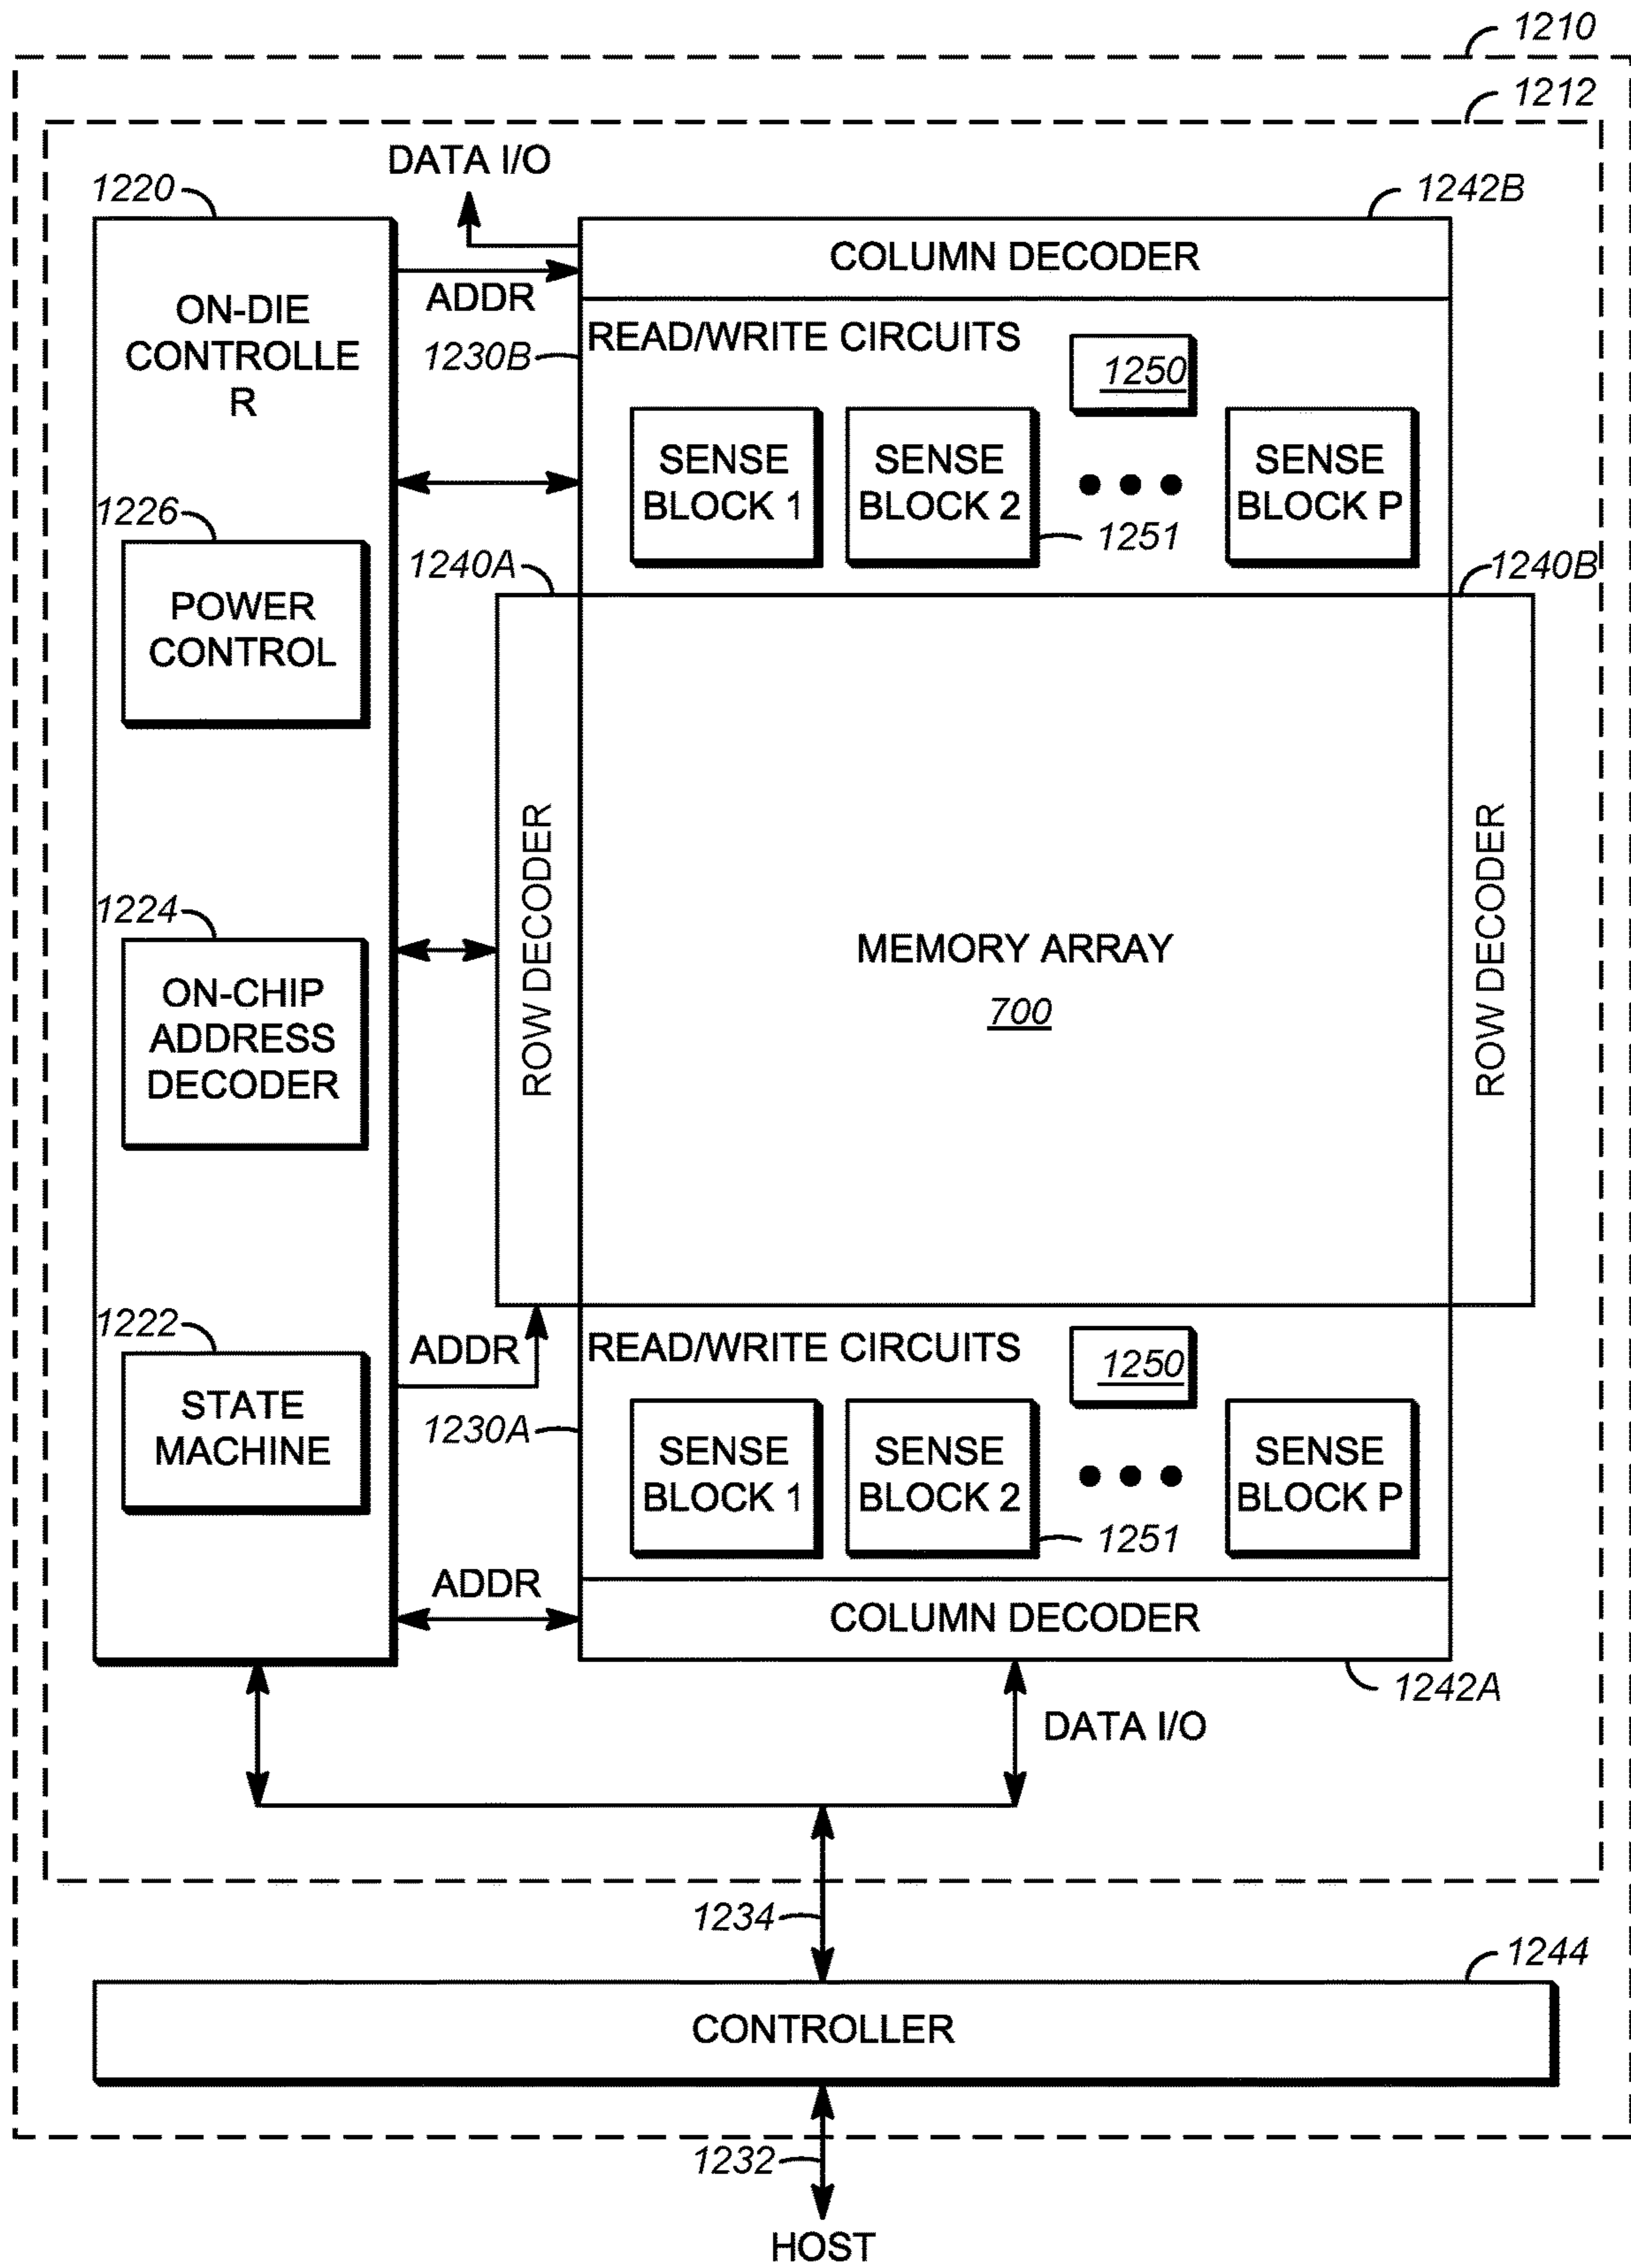 1210
1212
DATA I/O
1220
1242B
COLUMN DECODER
ADDR
ON-DIE
CONTROLLE
R
1230B
READ/WRITE CIRCUITS
1250
SENSE
BLOCK 1
SENSE
BLOCK 2
SENSE
BLOCK P
1251
1226
POWER
CONTROL
1240A
1240B
ROW DECODER
MEMORY ARRAY
700
ROW DECODER
1224
ON-CHIP
ADDRESS
DECODER
1222
STATE
MACHINE
ADDR
READ/WRITE CIRCUITS
1250
1230A
SENSE
BLOCK 1
SENSE
BLOCK 2
SENSE
BLOCK P
1251
ADDR
COLUMN DECODER
1242A
DATA I/O
1234
1244
CONTROLLER
1232
HOST